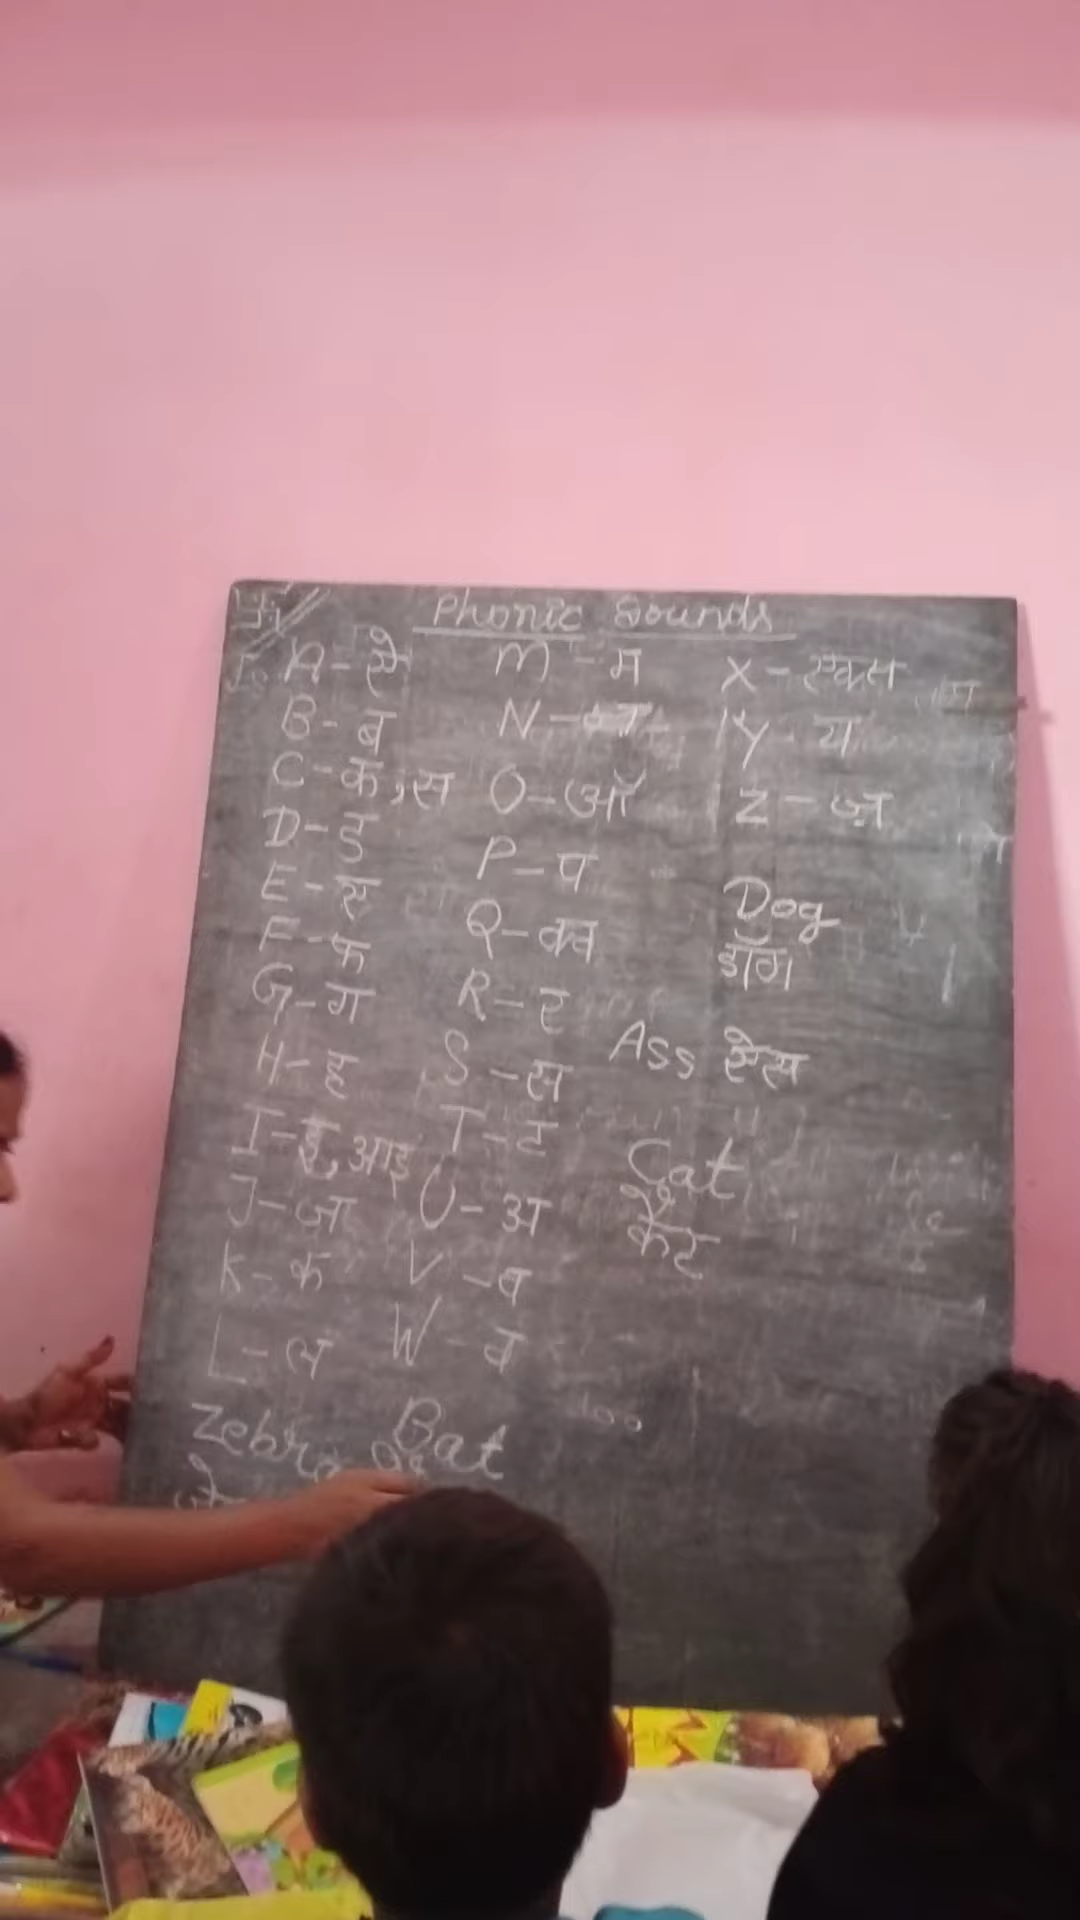 Phonic Sounds
A - ऐ
B - ब
C - क, स
D - ड
E - ए
F - फ
G - ग
H - ह
I - इ, आइ
J - ज
K - क
L - ल
M - म
N - न
O - ऑ
P - प
Q - क्व
R - र
S - स
T - ट
U - अ
V - व
W - व
X - एक्स
Y - य
Z - ज़
Dog
डॉग
Ass ऐस
Cat
कैट
Zebra
Bat